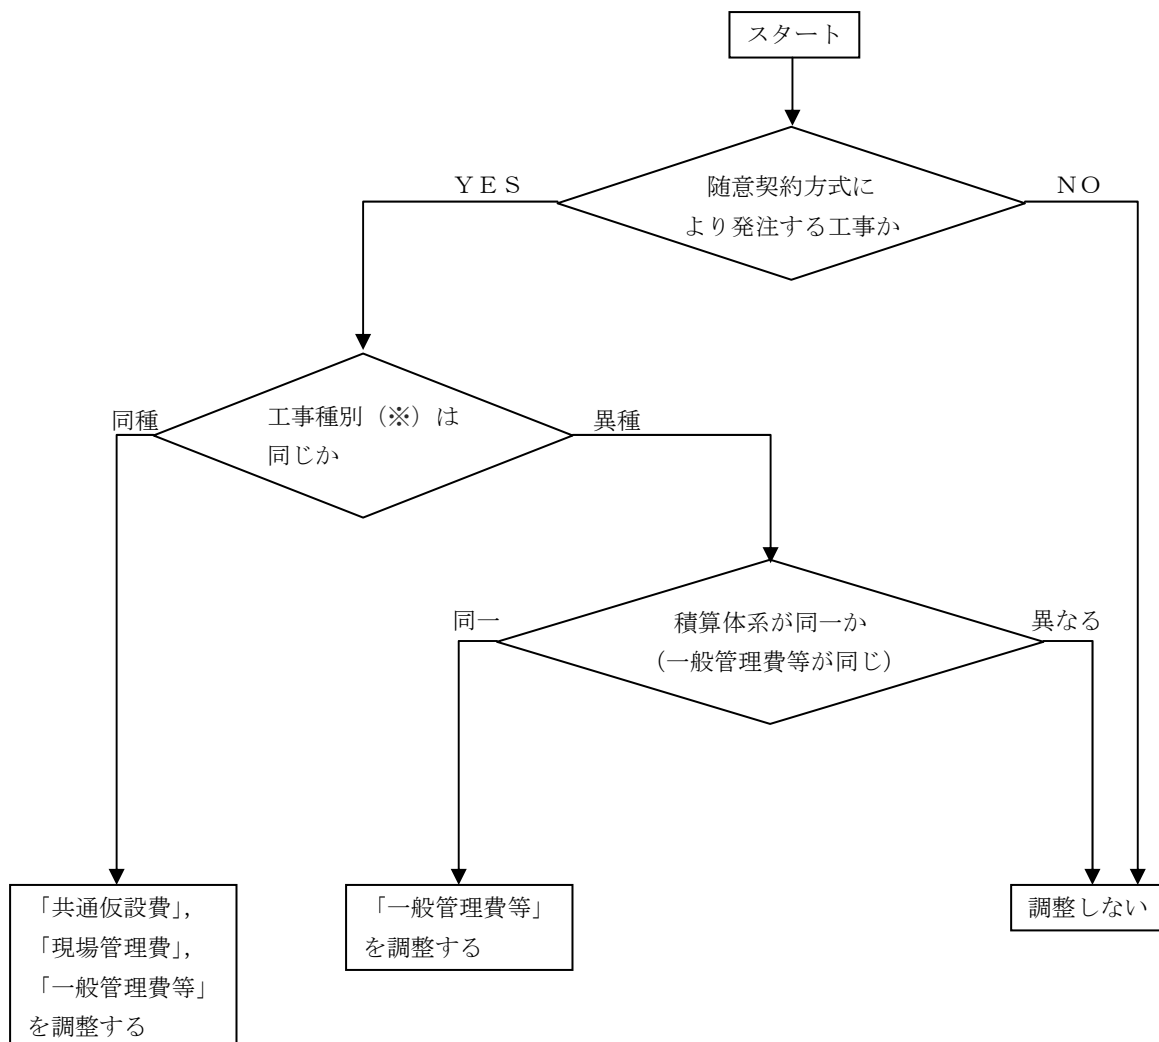 スタート
随意契約方式に
より発注する工事か
ＹＥＳ
ＮＯ
工事種別（※）は
同じか
同種
異種
積算体系が同一か
（一般管理費等が同じ）
同一
異なる
「共通仮設費」，
「現場管理費」，
「一般管理費等」
を調整する
「一般管理費等」
を調整する
調整しない